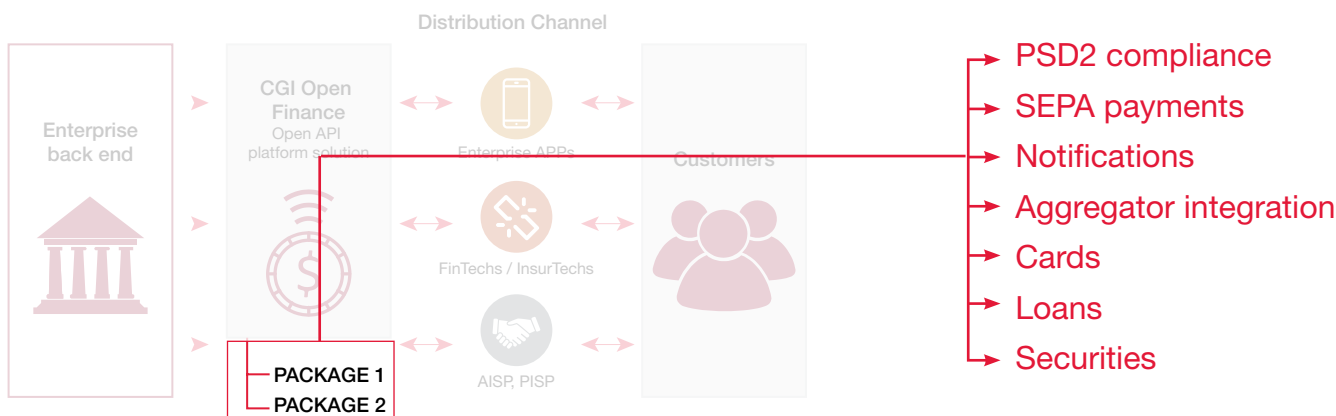 Distribution Channel
Enterprise
back end
CGI Open
Finance
Open API
platform solution
$
PACKAGE 1
PACKAGE 2
Enterprise APPs
FinTechs / InsurTechs
AISP, PISP
Customers
PSD2 compliance
SEPA payments
Notifications
Aggregator integration
Cards
Loans
Securities